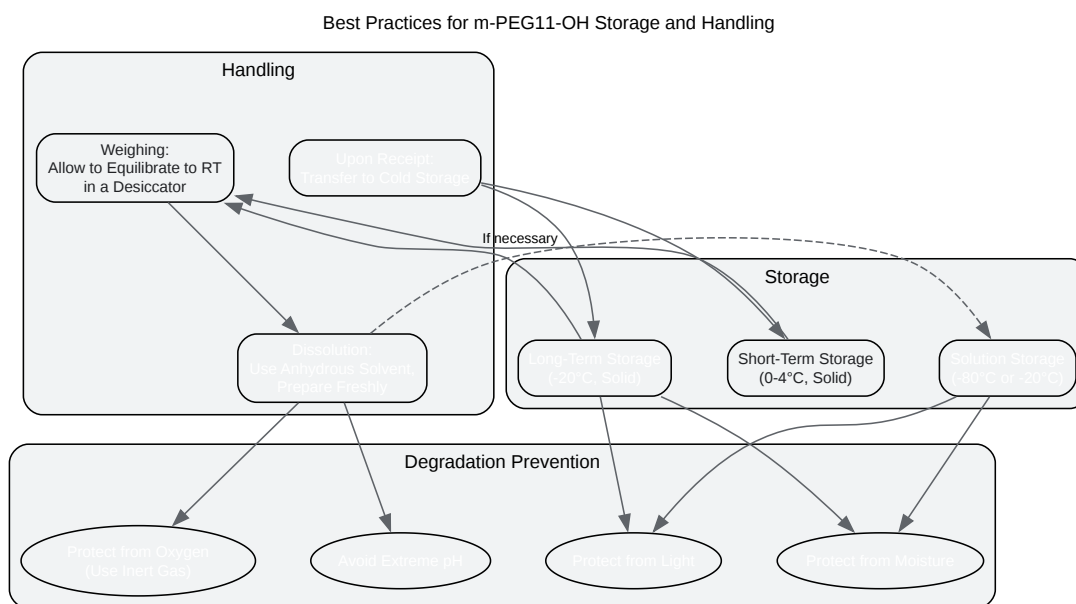 Best Practices for m-PEG11-OH Storage and Handling
Handling
Weighing:
Allow to Equilibrate to RT
in a Desiccator
Upon Receipt:
Transfer to Cold Storage
If necessary
Storage
Dissolution:
Use Anhydrous Solvent,
Prepare Freshly
Long-Term Storage
(-20°C, Solid)
Short-Term Storage
(0-4°C, Solid)
Solution Storage
(-80°C or -20°C)
Degradation Prevention
Protect from Oxygen
(Use Inert Gas)
Avoid Extreme pH
Protect from Light
Protect from Moisture